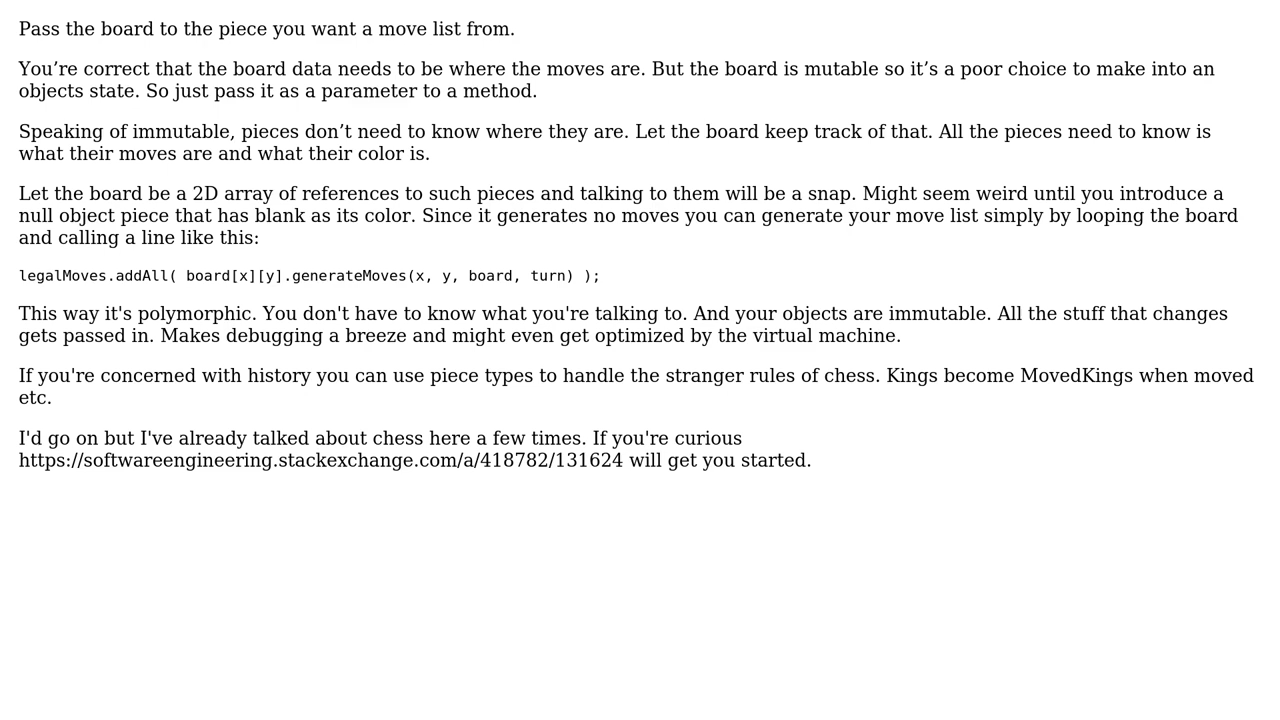 Pass the board to the piece you want a move list from.
You’re correct that the board data needs to be where the moves are. But the board is mutable so it’s a poor choice to make into an
objects state. So just pass it as a parameter to a method.
Speaking of immutable, pieces don’t need to know where they are. Let the board keep track of that. All the pieces need to know is
what their moves are and what their color is.
Let the board be a 2D array of references to such pieces and talking to them will be a snap. Might seem weird until you introduce a
null object piece that has blank as its color. Since it generates no moves you can generate your move list simply by looping the board
and calling a line like this:
legalMoves.addAll( board[x][y].generateMoves(x, y, board, turn) );
This way it's polymorphic. You don't have to know what you're talking to. And your objects are immutable. All the stuff that changes
gets passed in. Makes debugging a breeze and might even get optimized by the virtual machine.
If you're concerned with history you can use piece types to handle the stranger rules of chess. Kings become MovedKings when moved
etc.
I'd go on but I've already talked about chess here a few times. If you're curious
https://softwareengineering.stackexchange.com/a/418782/131624 will get you started.